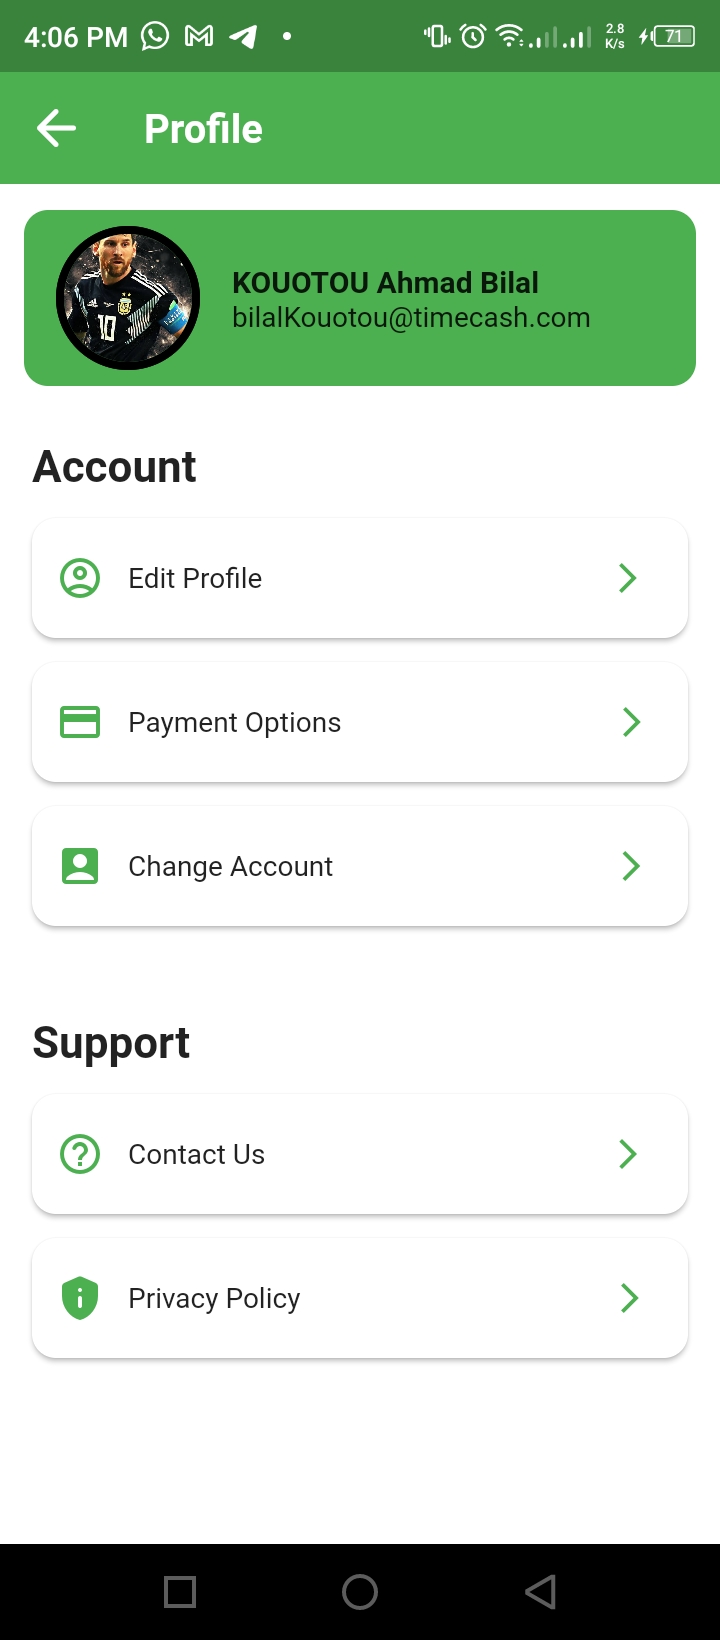 4:06 PM
2.8
K/s
71
Profile
10
KOUOTOU Ahmad Bilal
bilalKouotou@timecash.com
Account
Edit Profile
Payment Options
Change Account
Support
Contact Us
Privacy Policy